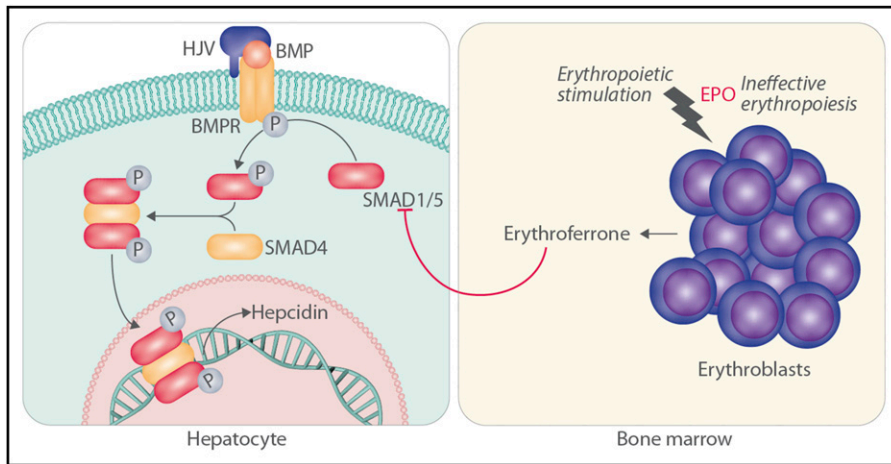 HJV
BMP
BMPR
P
P
SMAD1/5
P
P
SMAD4
P
P
Hepcidin
Hepatocyte
Erythropoietic
stimulation
EPO
Ineffective
erythropoiesis
Erythroferrone
Erythroblasts
Bone marrow